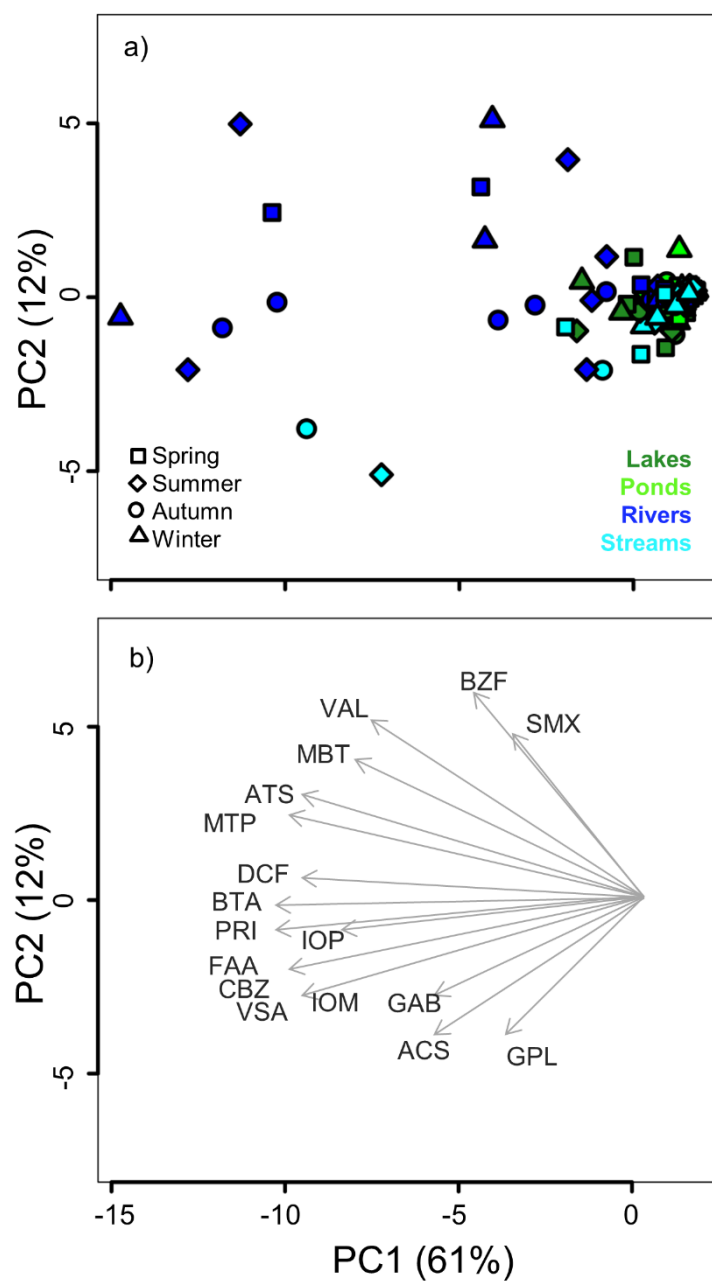 a)
5
0
-5
PC2 (12%)
Spring
Summer
Autumn
Winter
Lakes
Ponds
Rivers
Streams
b)
BZF
VAL
SMX
MBT
ATS
MTP
DCF
BTA
PRI
IOP
FAA
CBZ
VSA
IOM
GAB
ACS
GPL
5
0
-5
PC2 (12%)
-15
-10
-5
0
PC1 (61%)